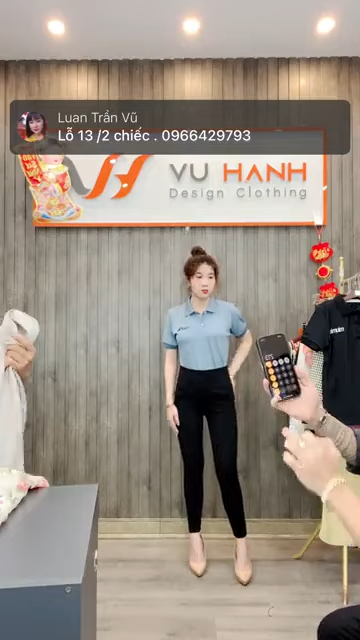 Luan Trần Vũ
Lỗ 13 /2 chiếc . 0966429793
VU HANH
Design Clothing